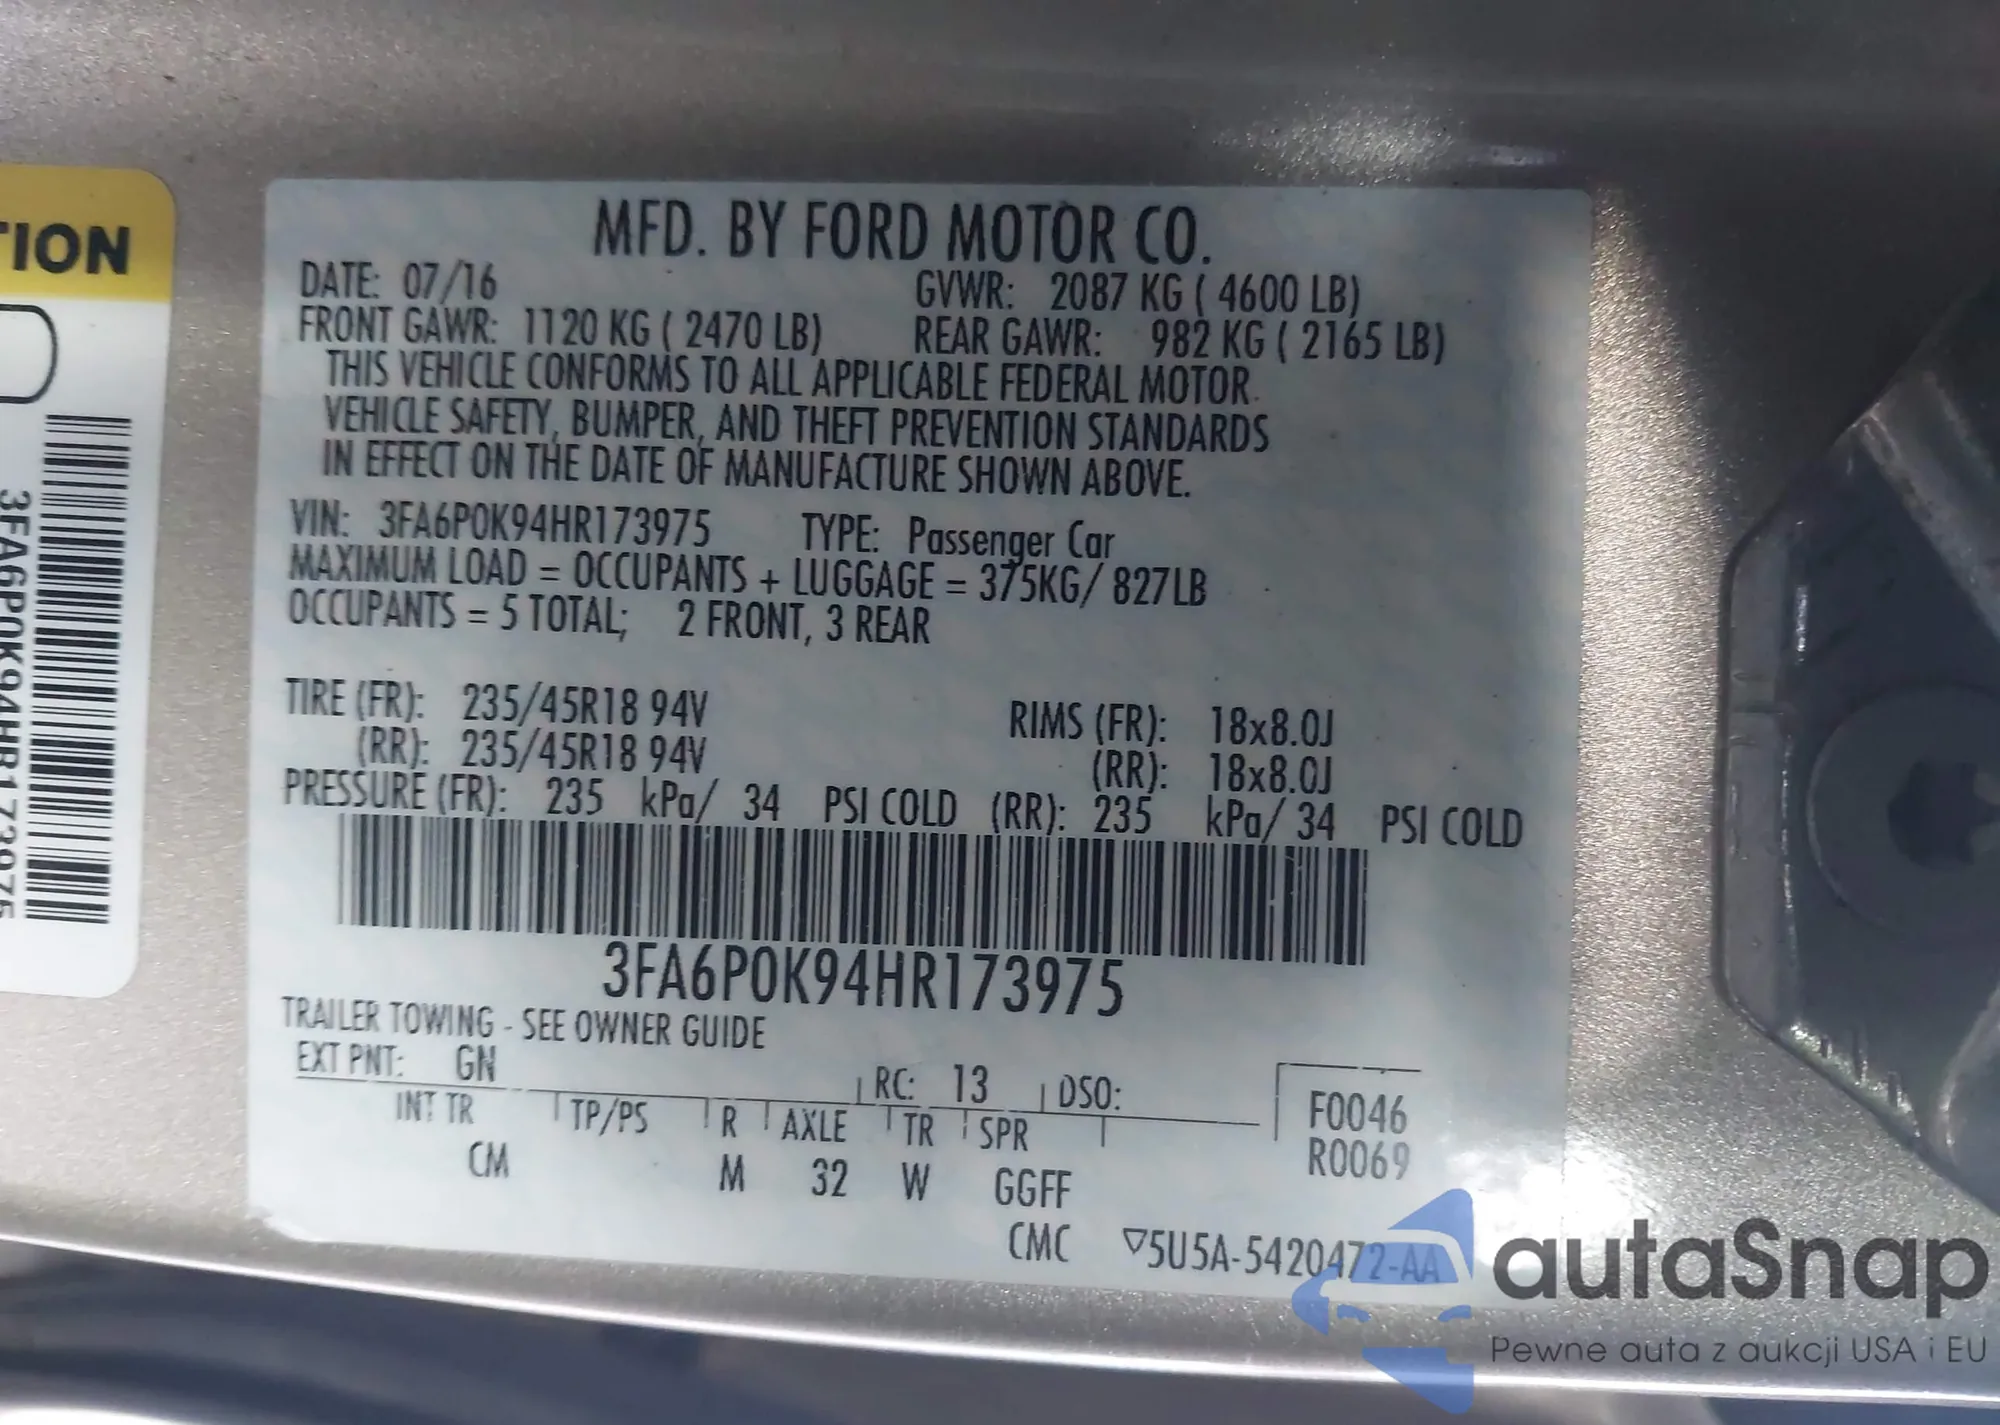 TION
3FA6P0K94HR173975
MFD. BY FORD MOTOR CO.
DATE: 07/16 GVWR: 2087 KG ( 4600 LB)
FRONT GAWR: 1120 KG ( 2470 LB) REAR GAWR: 982 KG ( 2165 LB)
THIS VEHICLE CONFORMS TO ALL APPLICABLE FEDERAL MOTOR
VEHICLE SAFETY, BUMPER, AND THEFT PREVENTION STANDARDS
IN EFFECT ON THE DATE OF MANUFACTURE SHOWN ABOVE.
VIN: 3FA6P0K94HR173975 TYPE: Passenger Car
MAXIMUM LOAD = OCCUPANTS + LUGGAGE = 375KG/ 827LB
OCCUPANTS = 5 TOTAL; 2 FRONT, 3 REAR
TIRE (FR): 235/45R18 94V RIMS (FR): 18x8.0J
(RR): 235/45R18 94V (RR): 18x8.0J
PRESSURE (FR): 235 kPa/ 34 PSI COLD (RR): 235 kPa/ 34 PSI COLD
3FA6P0K94HR173975
TRAILER TOWING - SEE OWNER GUIDE
EXT PNT: GN RC: 13 DSO:
INT TR TP/PS R AXLE TR SPR F0046
CM M 32 W GGFF R0069
CMC ▽5U5A-5420472-AA
autaSnap
Pewne auta z aukcji USA i EU